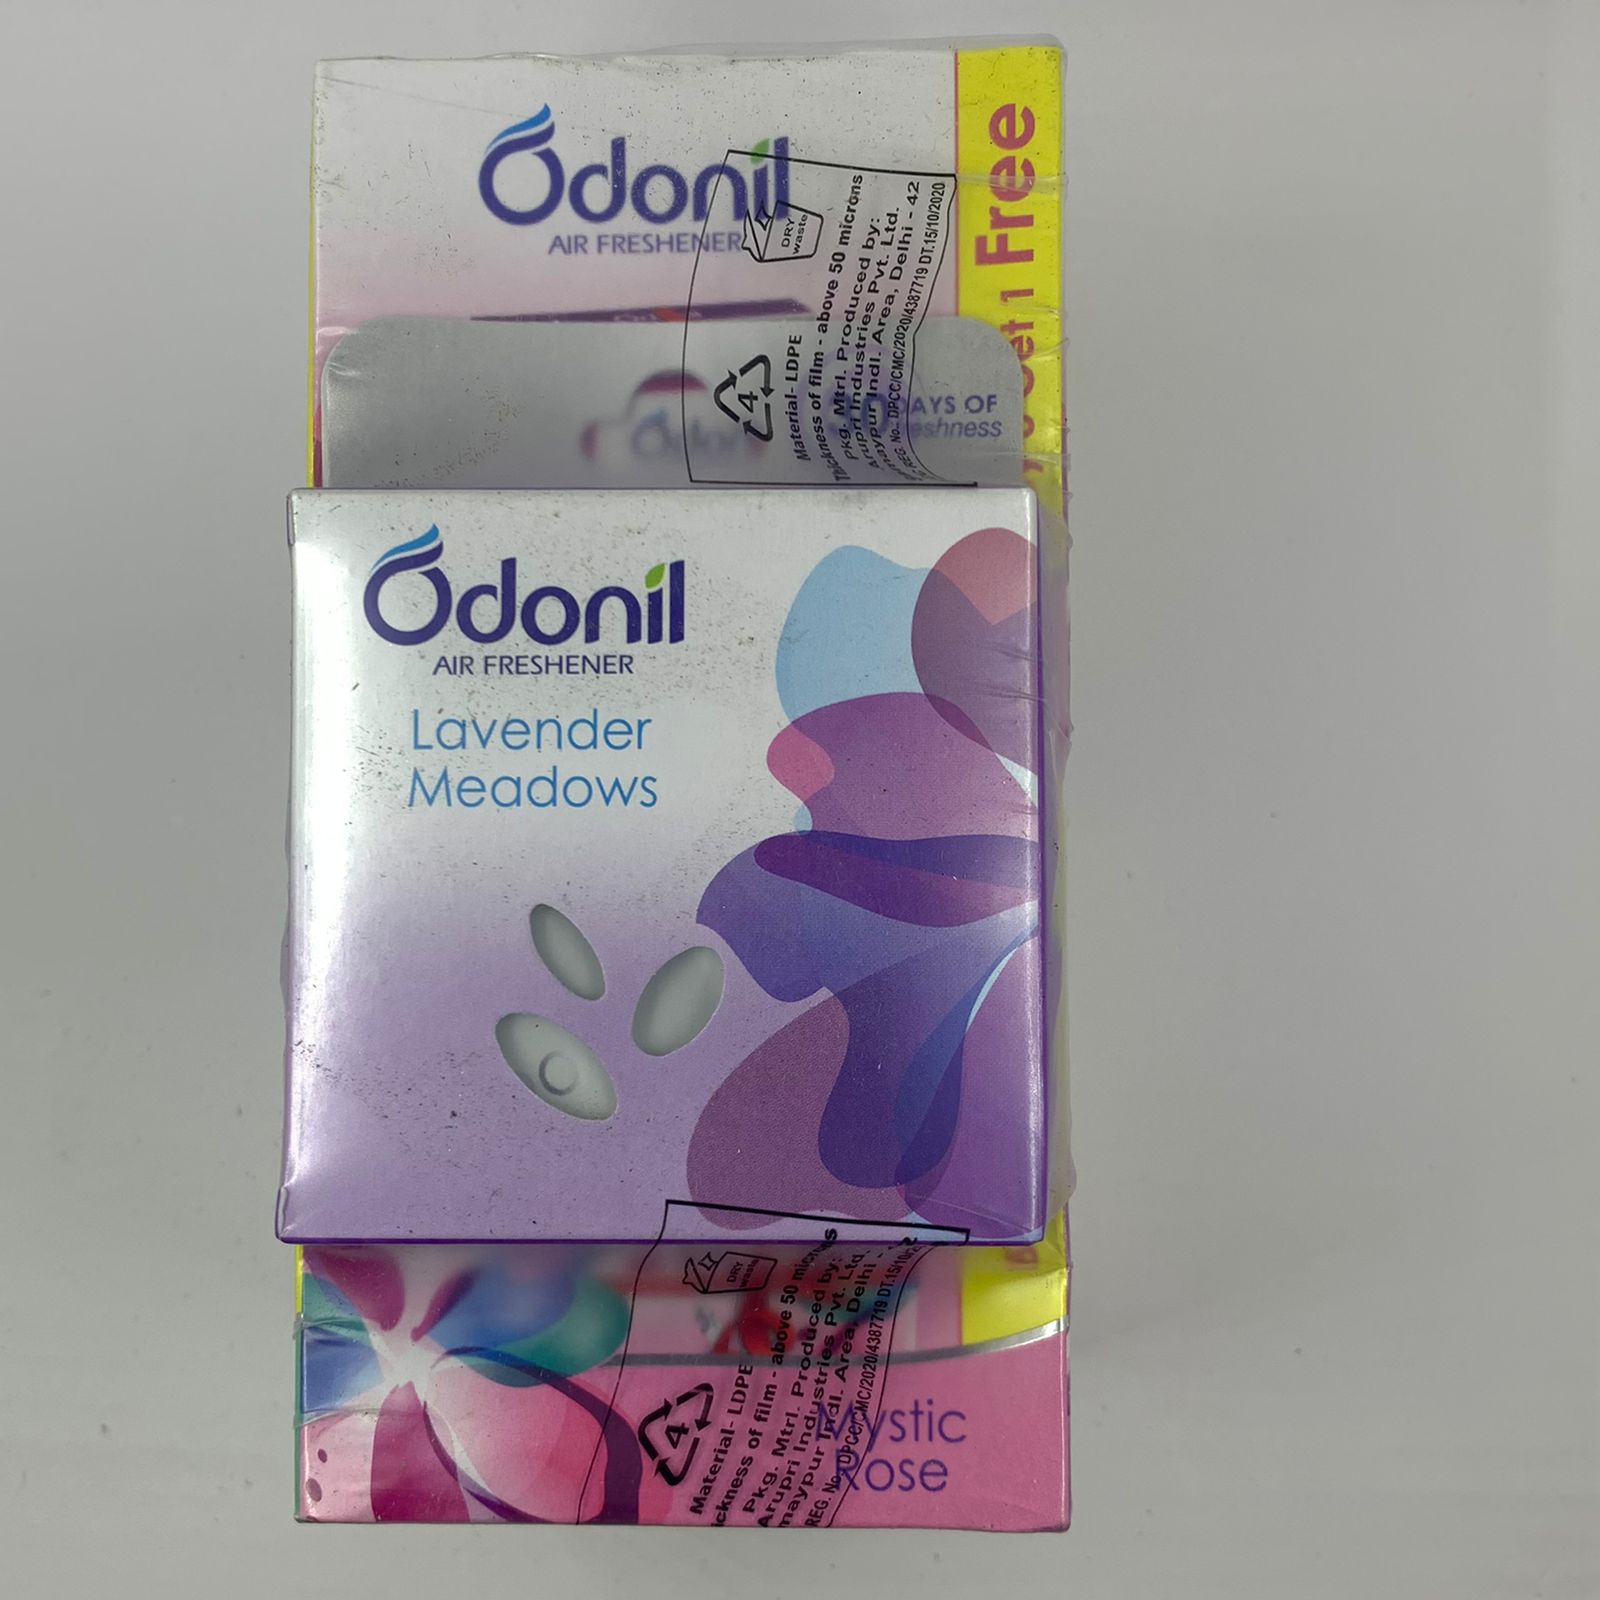 Odonil
AIR FRESHENER
Get 1 Free
DRY
waste
4
Material- LDPE
Thickness of film - above 50 microns
Pkg. Mtrl. Produced by:
Arupri Industries Pvt. Ltd.
Indl. Area, Delhi - 42
REG. No.: DPCC/CMC/2020/4387719 DT.15/10/2020
Odonil
DAYS OF
freshness
Odonil
AIR FRESHENER
Lavender
Meadows
DRY
waste
4
Material- LDPE
ickness of film - above 50 microns
Pkg. Mtrl. Produced by:
Arupri Industries Pvt. Ltd.
maypur Indl. Area, Delhi -
REG. No. DPCC/CMC/2020/4387719 DT.15/10/2
Mystic
Rose